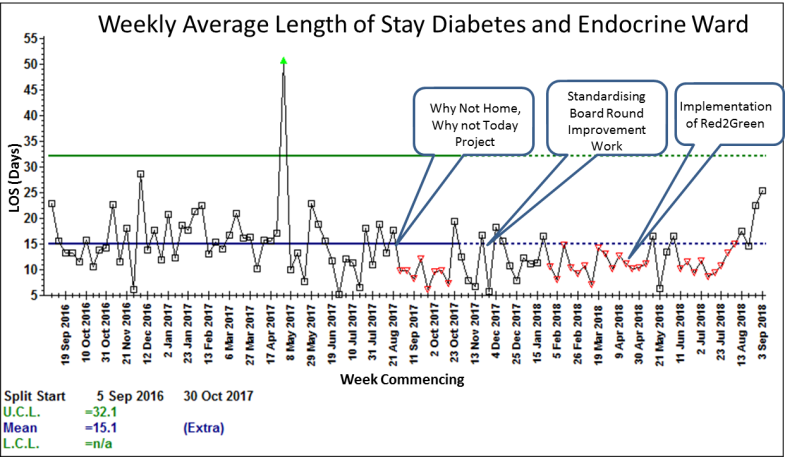 Weekly Average Length of Stay Diabetes and Endocrine Ward
LOS (Days)
55
50
45
40
35
30
25
20
15
10
5
Why Not Home,
Why not Today
Project
Standardising
Board Round
Improvement
Work
Implementation
of Red2Green
19 Sep 2016
10 Oct 2016
31 Oct 2016
21 Nov 2016
12 Dec 2016
2 Jan 2017
23 Jan 2017
13 Feb 2017
6 Mar 2017
27 Mar 2017
17 Apr 2017
8 May 2017
29 May 2017
19 Jun 2017
10 Jul 2017
31 Jul 2017
21 Aug 2017
11 Sep 2017
2 Oct 2017
23 Oct 2017
13 Nov 2017
4 Dec 2017
25 Dec 2017
15 Jan 2018
5 Feb 2018
26 Feb 2018
19 Mar 2018
9 Apr 2018
30 Apr 2018
21 May 2018
11 Jun 2018
2 Jul 2018
23 Jul 2018
13 Aug 2018
3 Sep 2018
Week Commencing
Split Start 5 Sep 2016 30 Oct 2017
U.C.L. =32.1
Mean =15.1 (Extra)
L.C.L. =n/a